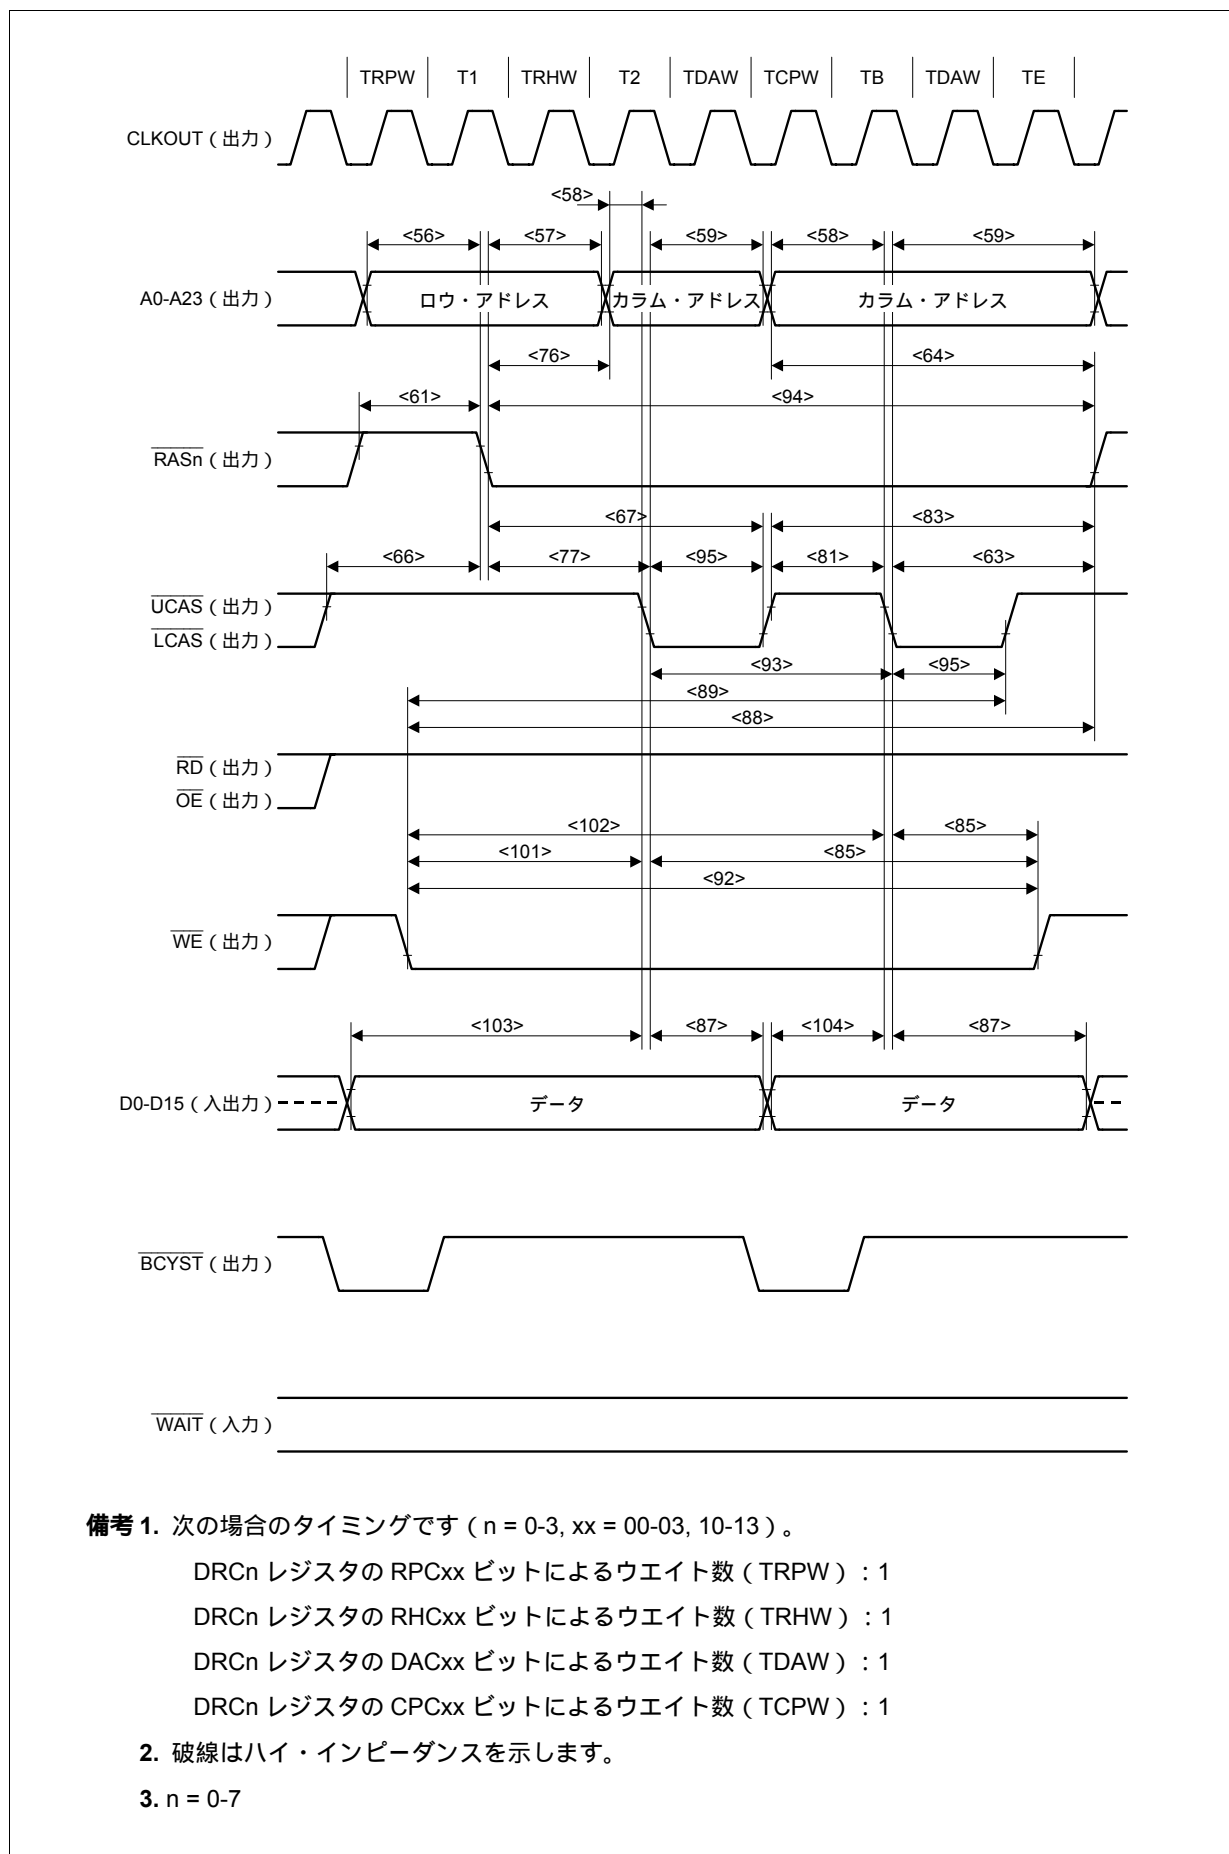 TRPW T1 TRHW T2 TDAW TCPW TB TDAW TE
CLKOUT（出力）
<58>
<56> <57> <59> <58> <59>
A0-A23（出力） ロウ・アドレス カラム・アドレス カラム・アドレス
<76> <64>
<61> <94>
RASn（出力）
<67> <83>
<66> <77> <95> <81> <63>
UCAS（出力）
LCAS（出力）
<93> <95>
<89>
<88>
RD（出力）
OE（出力）
<102> <85>
<101> <85>
<92>
WE（出力）
<103> <87> <104> <87>
D0-D15（入出力） データ データ
BCYST（出力）
WAIT（入力）
備考 1. 次の場合のタイミングです（n = 0-3, xx = 00-03, 10-13）。
DRCn レジスタの RPCxx ビットによるウエイト数（TRPW）：1
DRCn レジスタの RHCxx ビットによるウエイト数（TRHW）：1
DRCn レジスタの DACxx ビットによるウエイト数（TDAW）：1
DRCn レジスタの CPCxx ビットによるウエイト数（TCPW）：1
2. 破線はハイ・インピーダンスを示します。
3. n = 0-7